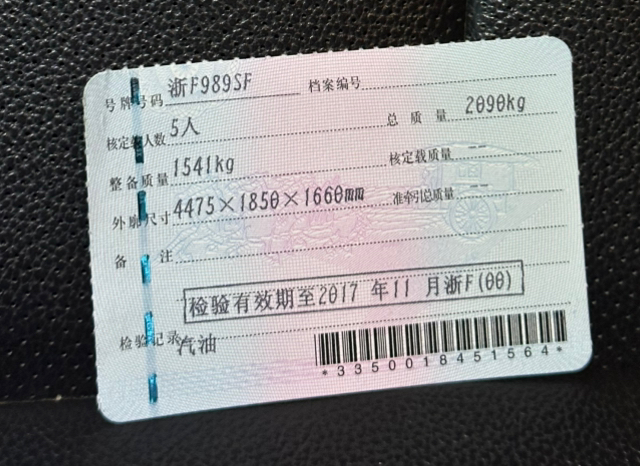 号牌号码 浙F989SF 档案编号
核定载人数 5人 总质量 2090kg
整备质量 1541kg 核定载质量 --
外廓尺寸 4475×1850×1660mm 准牵引总质量 --
备注
检验有效期至2017 年11 月浙F(00)
检验记录 汽油
*3350018451564*